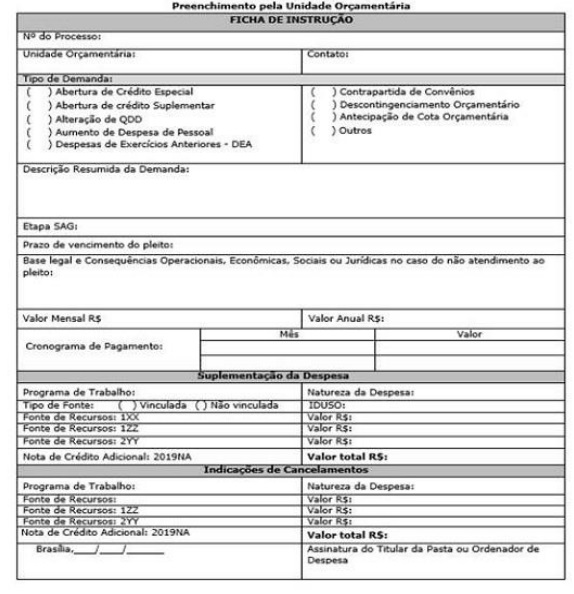 Preenchimento pela Unidade Orçamentária
FICHA DE INSTRUÇÃO
Nº do Processo:
Unidade Orçamentária:
Contato:
Tipo de Demanda:
( ) Abertura de Crédito Especial
( ) Abertura de crédito Suplementar
( ) Alteração de QDD
( ) Aumento de Despesa de Pessoal
( ) Despesas de Exercícios Anteriores - DEA
( ) Contrapartida de Convênios
( ) Descontingenciamento Orçamentário
( ) Antecipação de Cota Orçamentária
( ) Outros
Descrição Resumida da Demanda:
Etapa SAG:
Prazo de vencimento do pleito:
Base legal e Consequências Operacionais, Econômicas, Sociais ou Jurídicas no caso do não atendimento ao
pleito:
Valor Mensal R$
Valor Anual R$:
Cronograma de Pagamento:
Mês
Valor
Suplementação da Despesa
Programa de Trabalho:
Natureza da Despesa:
Tipo de Fonte: ( ) Vinculada ( ) Não vinculada
IDUSO:
Fonte de Recursos: 1XX
Valor R$:
Fonte de Recursos: 1ZZ
Valor R$:
Fonte de Recursos: 2YY
Valor R$:
Nota de Crédito Adicional: 2019NA
Valor total R$:
Indicações de Cancelamentos
Programa de Trabalho:
Natureza da Despesa:
Fonte de Recursos:
Valor R$:
Fonte de Recursos: 1ZZ
Valor R$:
Fonte de Recursos: 2YY
Valor R$:
Nota de Crédito Adicional: 2019NA
Valor total R$:
Brasília,___/___/______
Assinatura do Titular da Pasta ou Ordenador de
Despesa